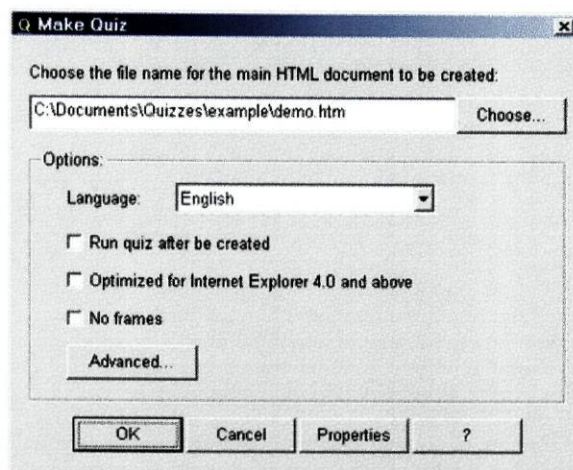 Q Make Quiz
Choose the file name for the main HTML document to be created:
C:\Documents\Quizzes\example\demo.htm
Choose...
Options:
Language: English
Run quiz after be created
Optimized for Internet Explorer 4.0 and above
No frames
Advanced...
OK Cancel Properties ?